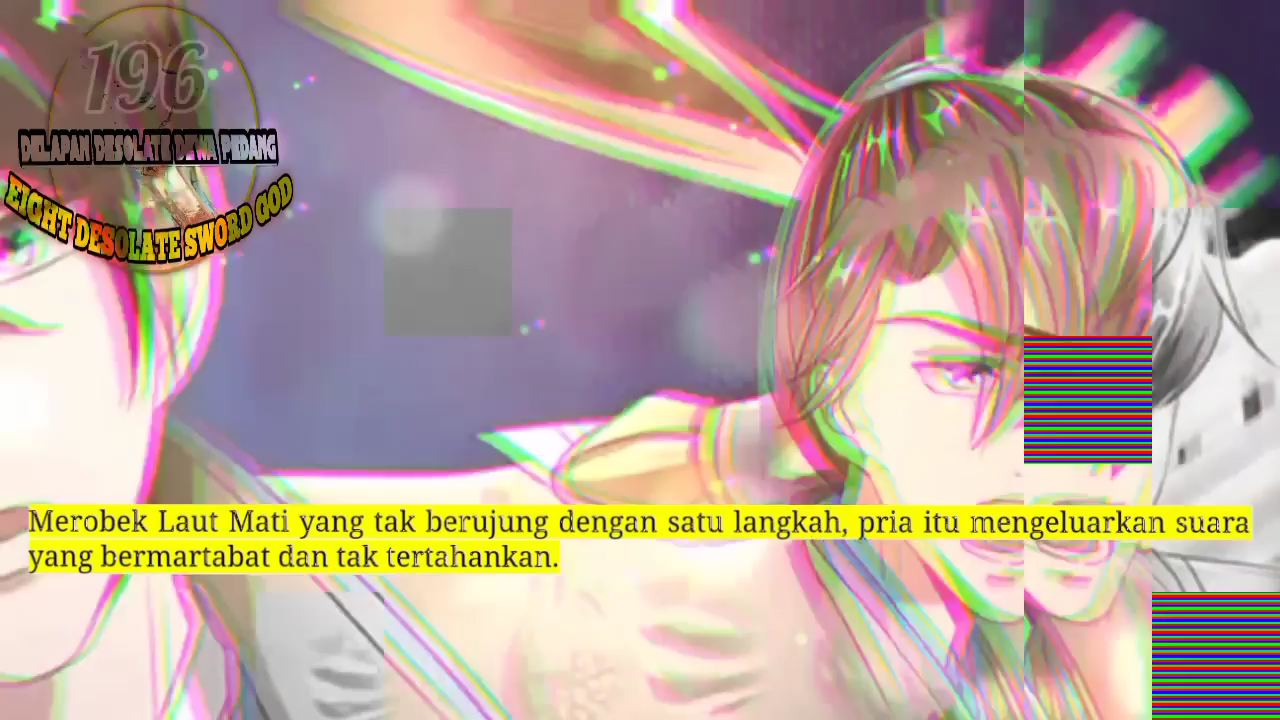 196
DELAPAN DESOLATE DEWA PEDANG
EIGHT DESOLATE SWORD GOD
Merobek Laut Mati yang tak berujung dengan satu langkah, pria itu mengeluarkan suara
yang bermartabat dan tak tertahankan.